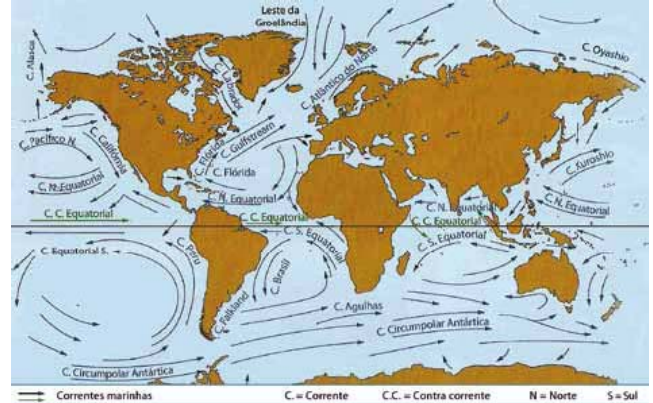 Leste da
Groelândia
C. Oyashio
C. Alasca
C. Labrador
C. Atlântico do Norte
C. Flórida
C. Gulfstream
C. Pacífico N.
C. Califórnia
C. Kuroshio
C. Flórida
C. N. Equatorial
C. N. Equatorial
C. N. Equatorial
C. N. Equatorial
C. C. Equatorial
C. C. Equatorial
C. C. Equatorial
C. S. Equatorial
C. S. Equatorial
C. Equatorial S.
C. Peru
C. Brasil
C. Falkland
C. Agulhas
C. Circumpolar Antártica
C. Circumpolar Antártica
Correntes marinhas C. = Corrente C.C. = Contra corrente N = Norte S = Sul